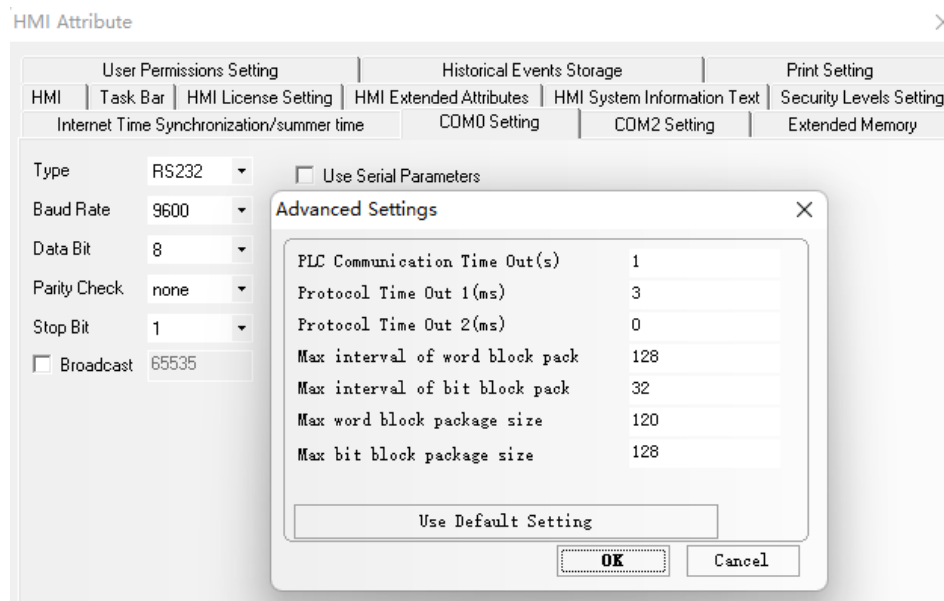 HMI Attribute
User Permissions Setting Historical Events Storage Print Setting
HMI Task Bar HMI License Setting HMI Extended Attributes HMI System Information Text Security Levels Setting
Internet Time Synchronization/summer time COM0 Setting COM2 Setting Extended Memory
Type RS232 Use Serial Parameters
Baud Rate 9600
Data Bit 8
Parity Check none
Stop Bit 1
Broadcast 65535
Advanced Settings
PLC Communication Time Out(s) 1
Protocol Time Out 1(ms) 3
Protocol Time Out 2(ms) 0
Max interval of word block pack 128
Max interval of bit block pack 32
Max word block package size 120
Max bit block package size 128
Use Default Setting
OK Cancel